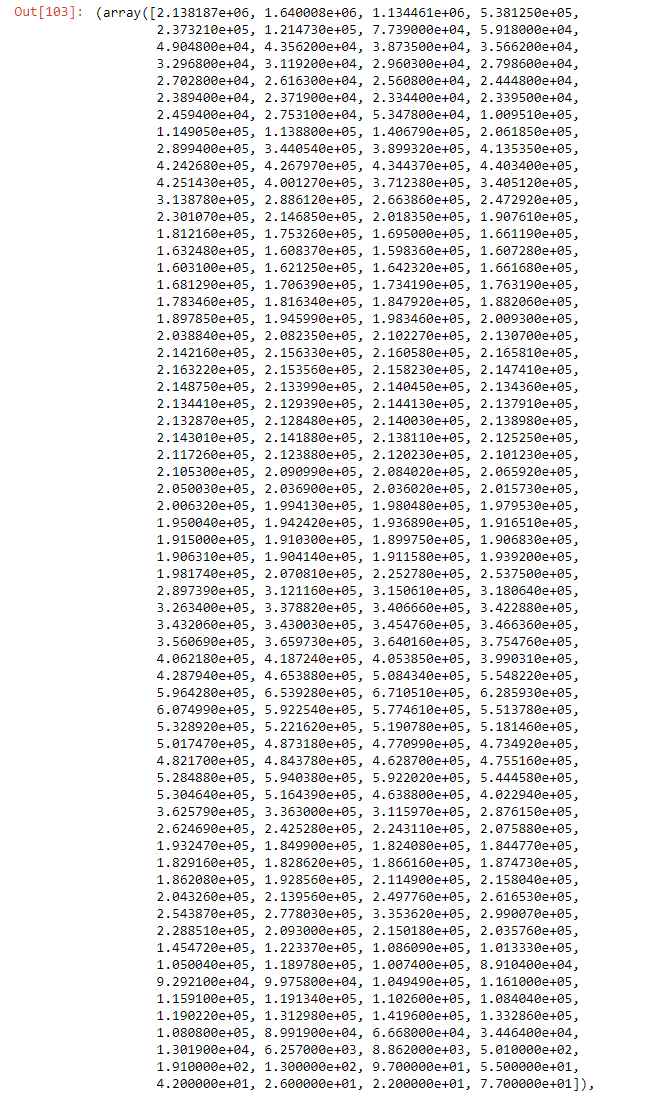 Out[103]: (array([2.138187e+06, 1.640008e+06, 1.134461e+06, 5.381250e+05,
2.373210e+05, 1.214730e+05, 7.739000e+04, 5.918000e+04,
4.904800e+04, 4.356200e+04, 3.873500e+04, 3.566200e+04,
3.296800e+04, 3.119200e+04, 2.960300e+04, 2.798600e+04,
2.702800e+04, 2.616300e+04, 2.560800e+04, 2.444800e+04,
2.389400e+04, 2.371900e+04, 2.334400e+04, 2.339500e+04,
2.459400e+04, 2.753100e+04, 5.347800e+04, 1.009510e+05,
1.149050e+05, 1.138800e+05, 1.406790e+05, 2.061850e+05,
2.899400e+05, 3.440540e+05, 3.899320e+05, 4.135350e+05,
4.242680e+05, 4.267970e+05, 4.344370e+05, 4.403400e+05,
4.251430e+05, 4.001270e+05, 3.712380e+05, 3.405120e+05,
3.138780e+05, 2.886120e+05, 2.663860e+05, 2.472920e+05,
2.301070e+05, 2.146850e+05, 2.018350e+05, 1.907610e+05,
1.812160e+05, 1.753260e+05, 1.695000e+05, 1.661190e+05,
1.632480e+05, 1.608370e+05, 1.598360e+05, 1.607280e+05,
1.603100e+05, 1.621250e+05, 1.642320e+05, 1.661680e+05,
1.681290e+05, 1.706390e+05, 1.734190e+05, 1.763190e+05,
1.783460e+05, 1.816340e+05, 1.847920e+05, 1.882060e+05,
1.897850e+05, 1.945990e+05, 1.983460e+05, 2.009300e+05,
2.038840e+05, 2.082350e+05, 2.102270e+05, 2.130700e+05,
2.142160e+05, 2.156330e+05, 2.160580e+05, 2.165810e+05,
2.163220e+05, 2.153560e+05, 2.158230e+05, 2.147410e+05,
2.148750e+05, 2.133990e+05, 2.140450e+05, 2.134360e+05,
2.134410e+05, 2.129390e+05, 2.144130e+05, 2.137910e+05,
2.132870e+05, 2.128480e+05, 2.140030e+05, 2.138980e+05,
2.143010e+05, 2.141880e+05, 2.138110e+05, 2.125250e+05,
2.117260e+05, 2.123880e+05, 2.120230e+05, 2.101230e+05,
2.105300e+05, 2.090990e+05, 2.084020e+05, 2.065920e+05,
2.050030e+05, 2.036900e+05, 2.036020e+05, 2.015730e+05,
2.006320e+05, 1.994130e+05, 1.980480e+05, 1.979530e+05,
1.950040e+05, 1.942420e+05, 1.936890e+05, 1.916510e+05,
1.915000e+05, 1.910300e+05, 1.899750e+05, 1.906830e+05,
1.906310e+05, 1.904140e+05, 1.911580e+05, 1.939200e+05,
1.981740e+05, 2.070810e+05, 2.252780e+05, 2.537500e+05,
2.897390e+05, 3.121160e+05, 3.150610e+05, 3.180640e+05,
3.263400e+05, 3.378820e+05, 3.406660e+05, 3.422880e+05,
3.432060e+05, 3.430030e+05, 3.454760e+05, 3.466360e+05,
3.560690e+05, 3.659730e+05, 3.640160e+05, 3.754760e+05,
4.062180e+05, 4.187240e+05, 4.053850e+05, 3.990310e+05,
4.287940e+05, 4.653880e+05, 5.084340e+05, 5.548220e+05,
5.964280e+05, 6.539280e+05, 6.710510e+05, 6.285930e+05,
6.074990e+05, 5.922540e+05, 5.774610e+05, 5.513780e+05,
5.328920e+05, 5.221620e+05, 5.190780e+05, 5.181460e+05,
5.017470e+05, 4.873180e+05, 4.770990e+05, 4.734920e+05,
4.821700e+05, 4.843780e+05, 4.628700e+05, 4.755160e+05,
5.284880e+05, 5.940380e+05, 5.922020e+05, 5.444580e+05,
5.304640e+05, 5.164390e+05, 4.638800e+05, 4.022940e+05,
3.625790e+05, 3.363000e+05, 3.115970e+05, 2.876150e+05,
2.624690e+05, 2.425280e+05, 2.243110e+05, 2.075880e+05,
1.932470e+05, 1.849900e+05, 1.824080e+05, 1.844770e+05,
1.829160e+05, 1.828620e+05, 1.866160e+05, 1.874730e+05,
1.862080e+05, 1.928560e+05, 2.114900e+05, 2.158040e+05,
2.043260e+05, 2.139560e+05, 2.497760e+05, 2.616530e+05,
2.543870e+05, 2.778030e+05, 3.353620e+05, 2.990070e+05,
2.288510e+05, 2.093000e+05, 2.150180e+05, 2.035760e+05,
1.454720e+05, 1.223370e+05, 1.086090e+05, 1.013330e+05,
1.050040e+05, 1.189780e+05, 1.007400e+05, 8.910400e+04,
9.292100e+04, 9.975800e+04, 1.049490e+05, 1.161000e+05,
1.159100e+05, 1.191340e+05, 1.102600e+05, 1.084040e+05,
1.190220e+05, 1.312980e+05, 1.419600e+05, 1.332860e+05,
1.080800e+05, 8.991900e+04, 6.668000e+04, 3.446400e+04,
1.301900e+04, 6.257000e+03, 8.862000e+03, 5.010000e+02,
1.910000e+02, 1.300000e+02, 9.700000e+01, 5.500000e+01,
4.200000e+01, 2.600000e+01, 2.200000e+01, 7.700000e+01]),